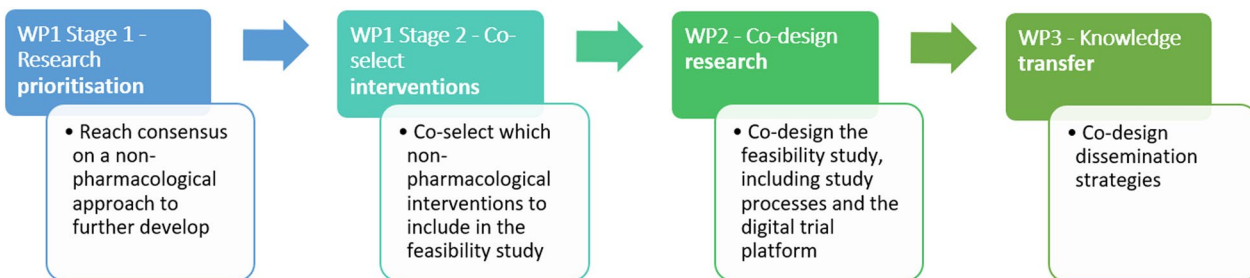 WP1 Stage 1 -
Research
prioritisation
• Reach consensus
on a non-
pharmacological
approach to
further develop
WP1 Stage 2 - Co-
select
interventions
• Co-select which
non-
pharmacological
interventions to
include in the
feasibility study
WP2 - Co-design
research
• Co-design the
feasibility study,
including study
processes and the
digital trial
platform
WP3 - Knowledge
transfer
• Co-design
dissemination
strategies